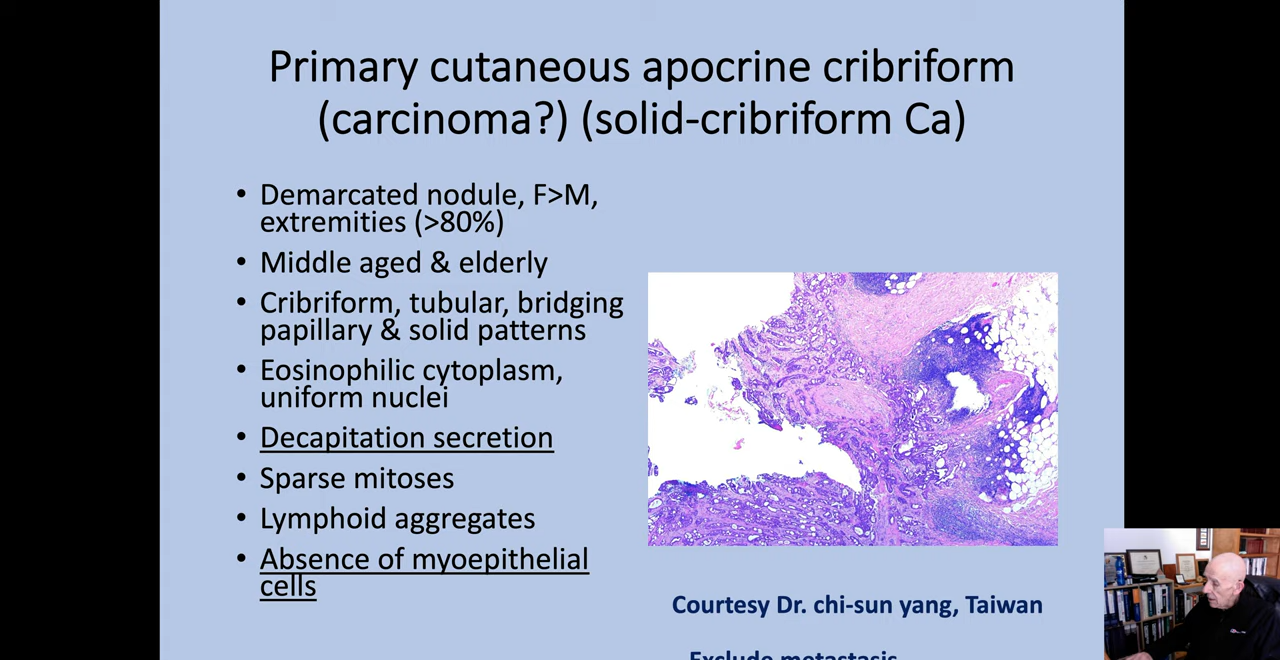 Primary cutaneous apocrine cribriform
(carcinoma?) (solid-cribriform Ca)
• Demarcated nodule, F>M,
extremities (>80%)
• Middle aged & elderly
• Cribriform, tubular, bridging
papillary & solid patterns
• Eosinophilic cytoplasm,
uniform nuclei
• Decapitation secretion
• Sparse mitoses
• Lymphoid aggregates
• Absence of myoepithelial
cells
Courtesy Dr. chi-sun yang, Taiwan
Exclude metastasis